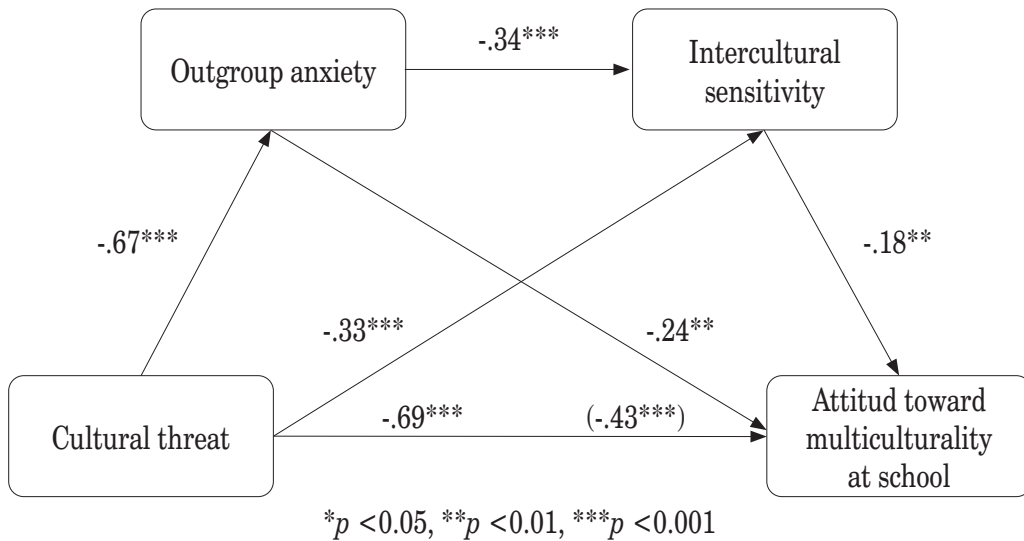 -.34***
Outgroup anxiety
Intercultural
sensitivity
-.67***
-.18**
-.33***
-.24**
Cultural threat
-.69***
(-.43***)
Attitud toward
multiculturality
at school
*p <0.05, **p <0.01, ***p <0.001